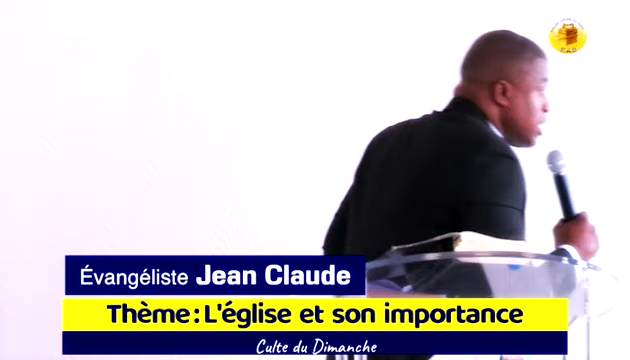 Évangéliste Jean Claude
Thème : L'église et son importance
Culte du Dimanche